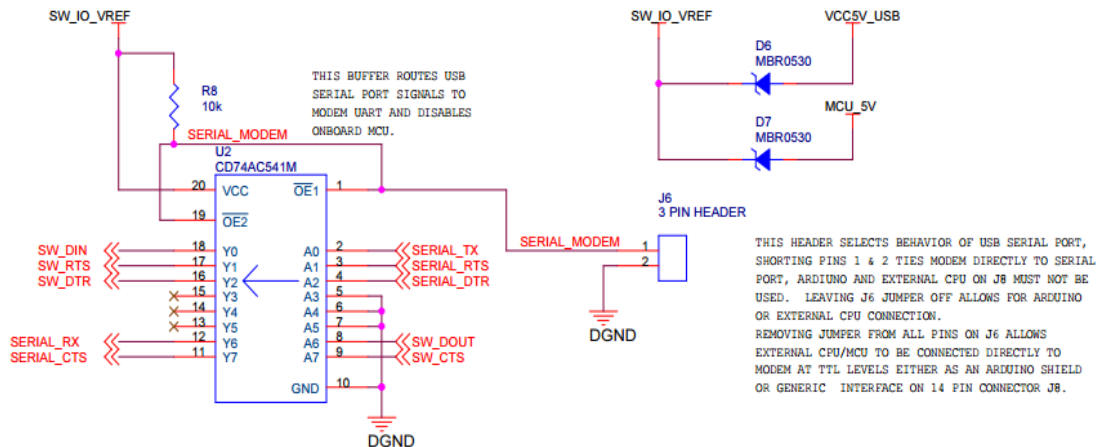 SW_IO_VREF
R8
10k
THIS BUFFER ROUTES USB
SERIAL PORT SIGNALS TO
MODEM UART AND DISABLES
ONBOARD MCU.
SERIAL_MODEM
U2
CD74AC541M
20 VCC OE1 1
19 OE2
SW_DIN 18 Y0 A0 2 SERIAL_TX
SW_RTS 17 Y1 A1 3 SERIAL_RTS
SW_DTR 16 Y2 A2 4 SERIAL_DTR
15 Y3 A3 5
14 Y4 A4 6
13 Y5 A5 7
SERIAL_RX 12 Y6 A6 8 SW_DOUT
SERIAL_CTS 11 Y7 A7 9 SW_CTS
GND 10
DGND
SW_IO_VREF
VCC5V_USB
D6
MBR0530
MCU_5V
D7
MBR0530
J6
3 PIN HEADER
SERIAL_MODEM
1
2
DGND
THIS HEADER SELECTS BEHAVIOR OF USB SERIAL PORT,
SHORTING PINS 1 & 2 TIES MODEM DIRECTLY TO SERIAL
PORT, ARDIUNO AND EXTERNAL CPU ON J8 MUST NOT BE
USED. LEAVING J6 JUMPER OFF ALLOWS FOR ARDUINO
OR EXTERNAL CPU CONNECTION.
REMOVING JUMPER FROM ALL PINS ON J6 ALLOWS
EXTERNAL CPU/MCU TO BE CONNECTED DIRECTLY TO
MODEM AT TTL LEVELS EITHER AS AN ARDUINO SHIELD
OR GENERIC INTERFACE ON 14 PIN CONNECTOR J8.